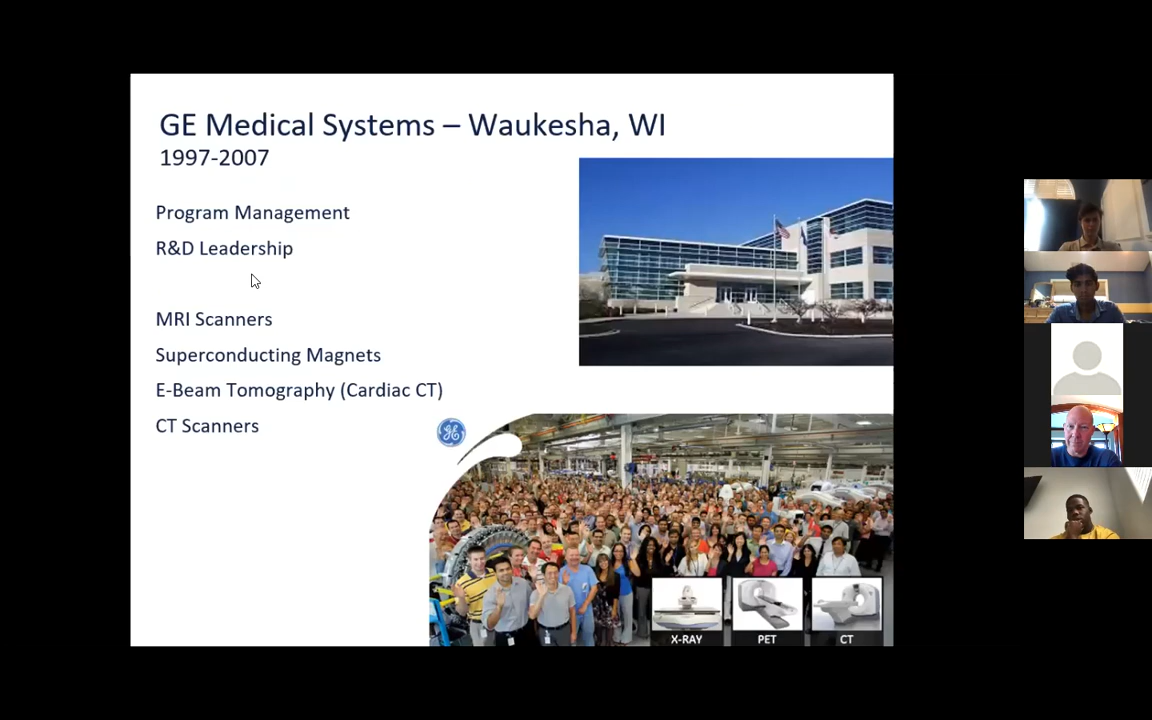 GE Medical Systems – Waukesha, WI
1997-2007
Program Management
R&D Leadership
MRI Scanners
Superconducting Magnets
E-Beam Tomography (Cardiac CT)
CT Scanners
GE
X-RAY
PET
CT